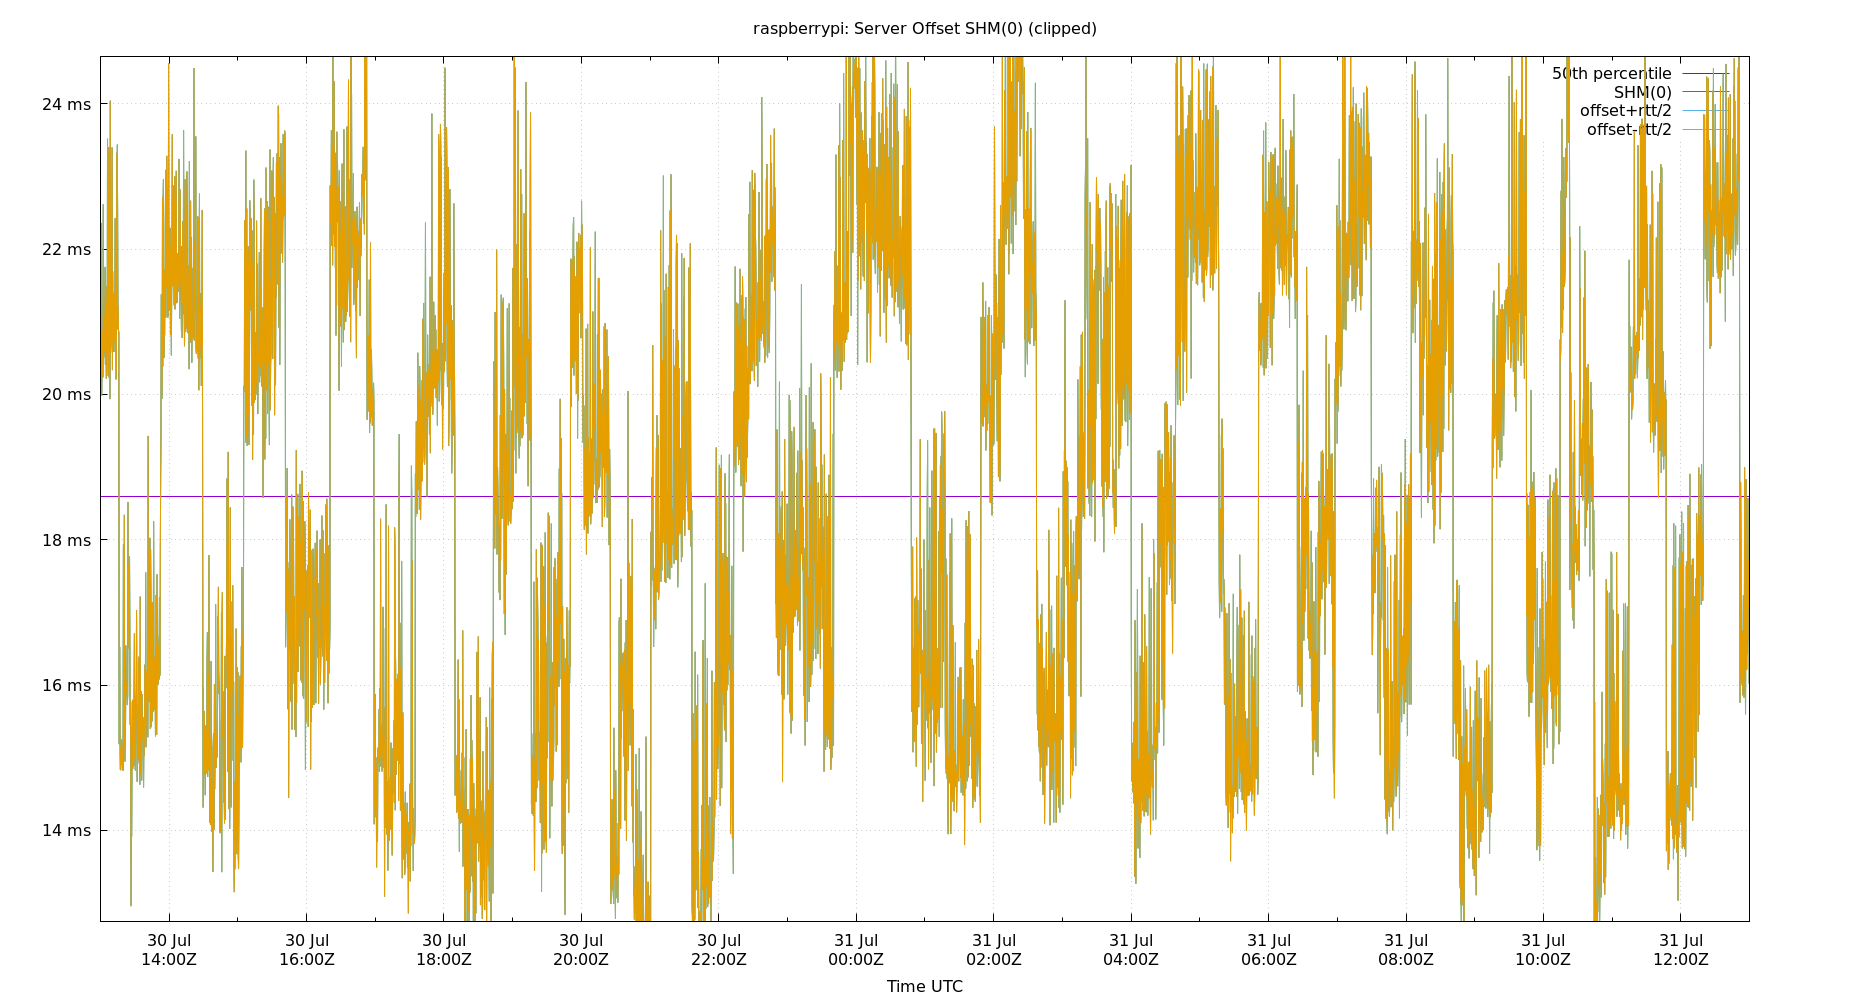 raspberrypi: Server Offset SHM(0) (clipped)
50th percentile
SHM(0)
offset+rtt/2
offset-rtt/2
24 ms
22 ms
20 ms
18 ms
16 ms
14 ms
30 Jul 30 Jul 30 Jul 30 Jul 30 Jul 31 Jul 31 Jul 31 Jul 31 Jul 31 Jul 31 Jul 31 Jul
14:00Z 16:00Z 18:00Z 20:00Z 22:00Z 00:00Z 02:00Z 04:00Z 06:00Z 08:00Z 10:00Z 12:00Z
Time UTC